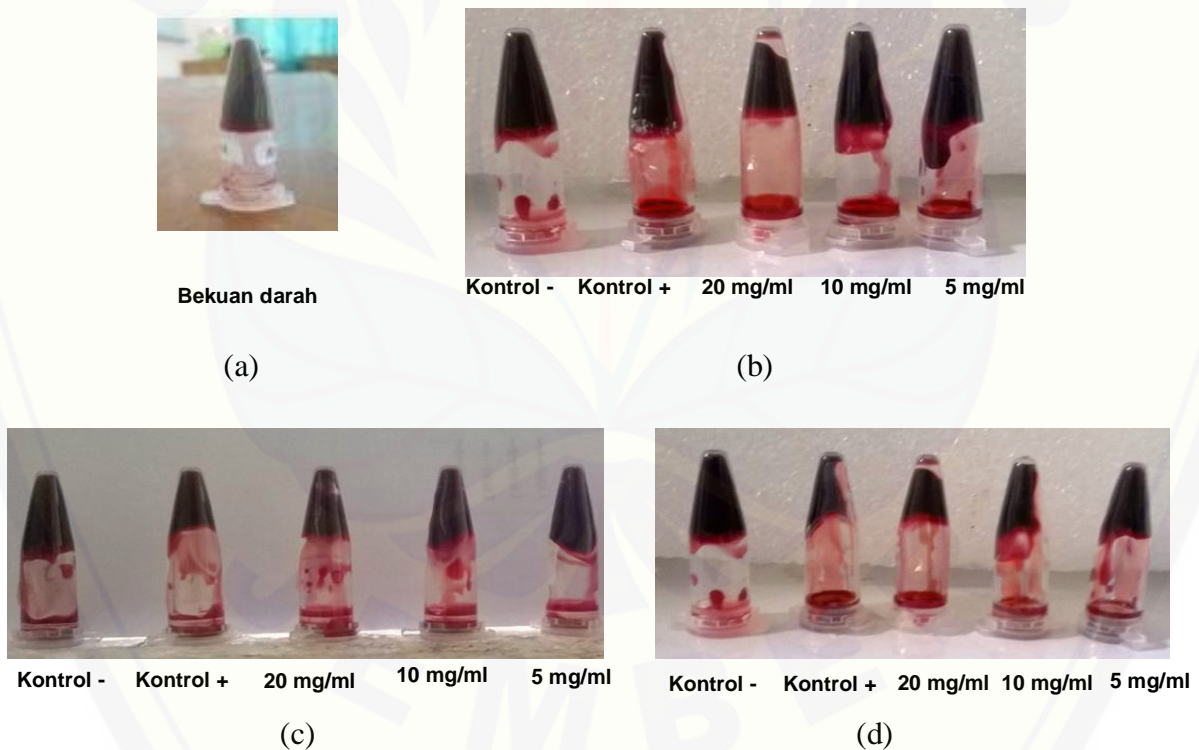 Bekuan darah
Kontrol - Kontrol + 20 mg/ml 10 mg/ml 5 mg/ml
(a)
(b)
Kontrol - Kontrol + 20 mg/ml 10 mg/ml 5 mg/ml
Kontrol - Kontrol + 20 mg/ml 10 mg/ml 5 mg/ml
(c)
(d)